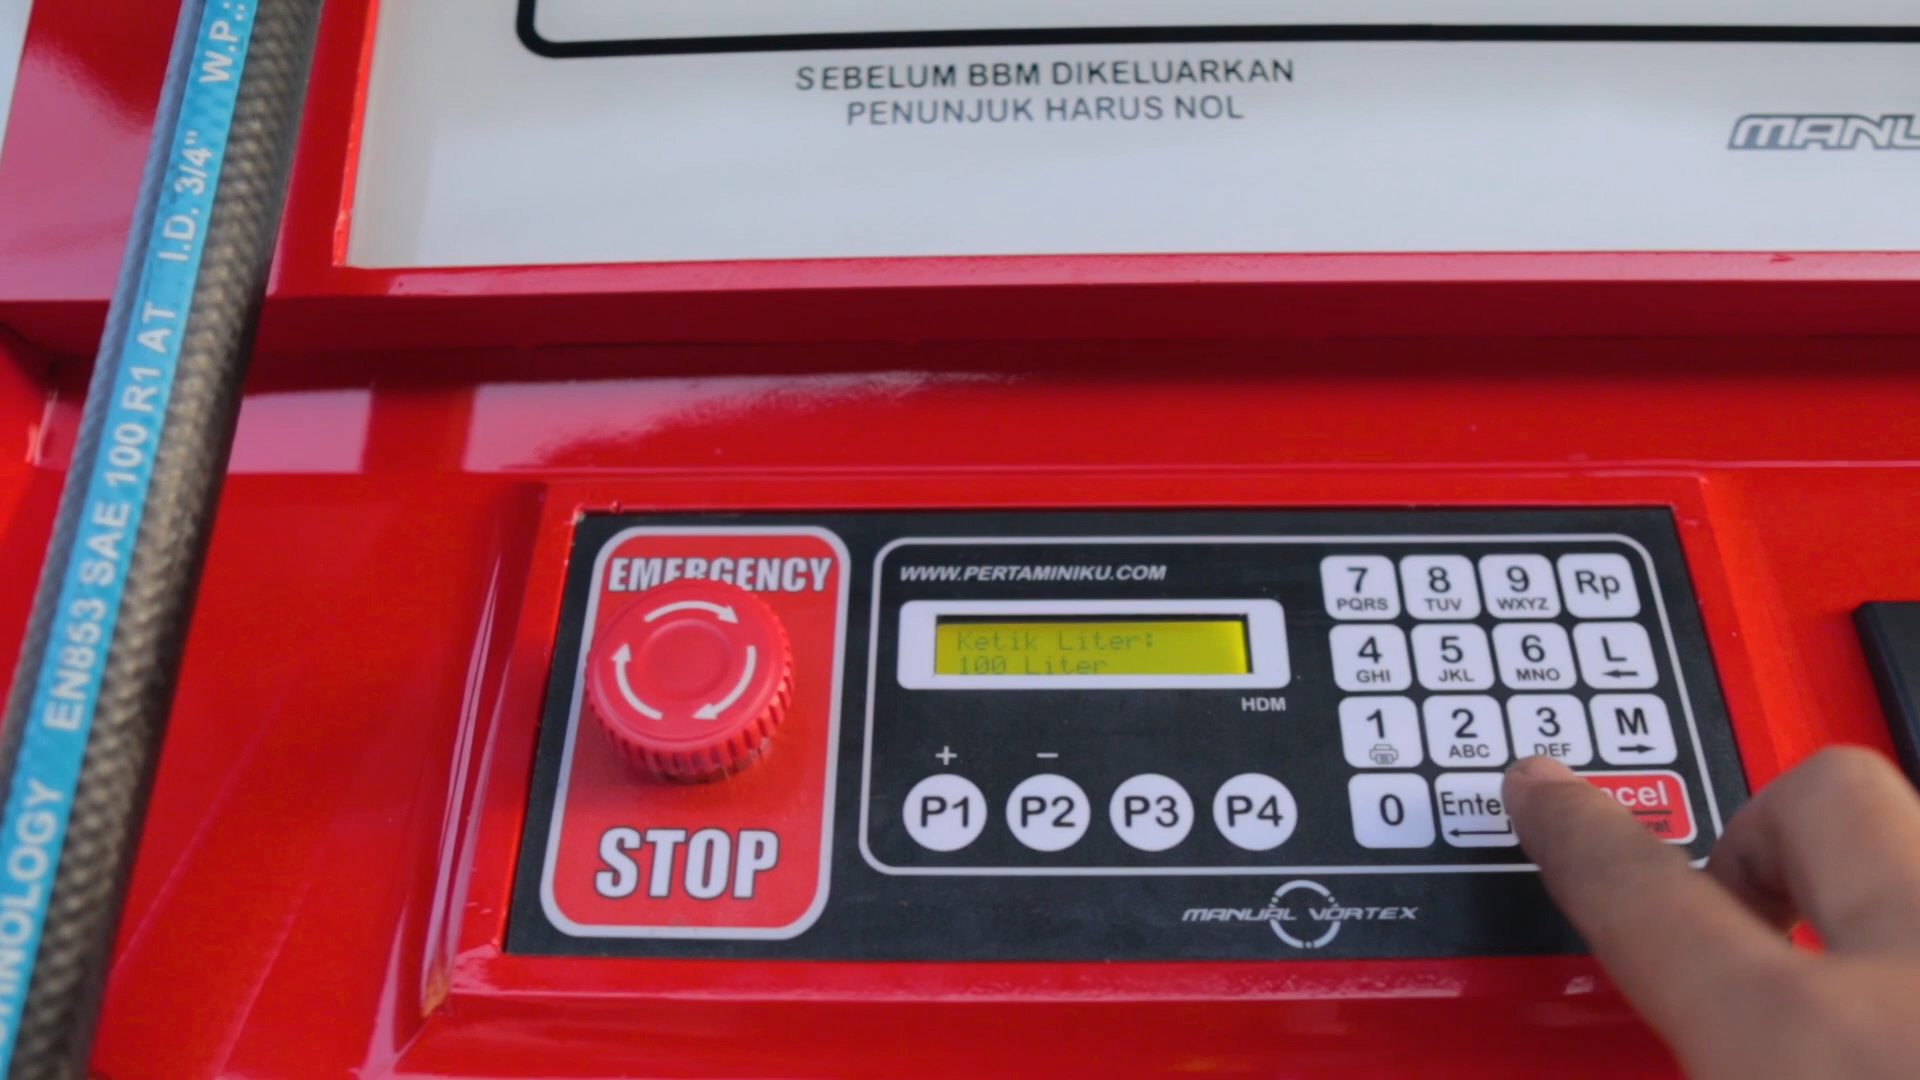 SEBELUM BBM DIKELUARKAN
PENUNJUK HARUS NOL
W.P.:
EN853 SAE 100 R1 AT I.D. 3/4"
EMERGENCY
STOP
WWW.PERTAMINIKU.COM
Ketik Liter:
100 Liter
HDM
+ −
P1 P2 P3 P4
7 PQRS
8 TUV
9 WXYZ
Rp
4 GHI
5 JKL
6 MNO
L
1
2 ABC
3 DEF
M
0
MANUAL VORTEX